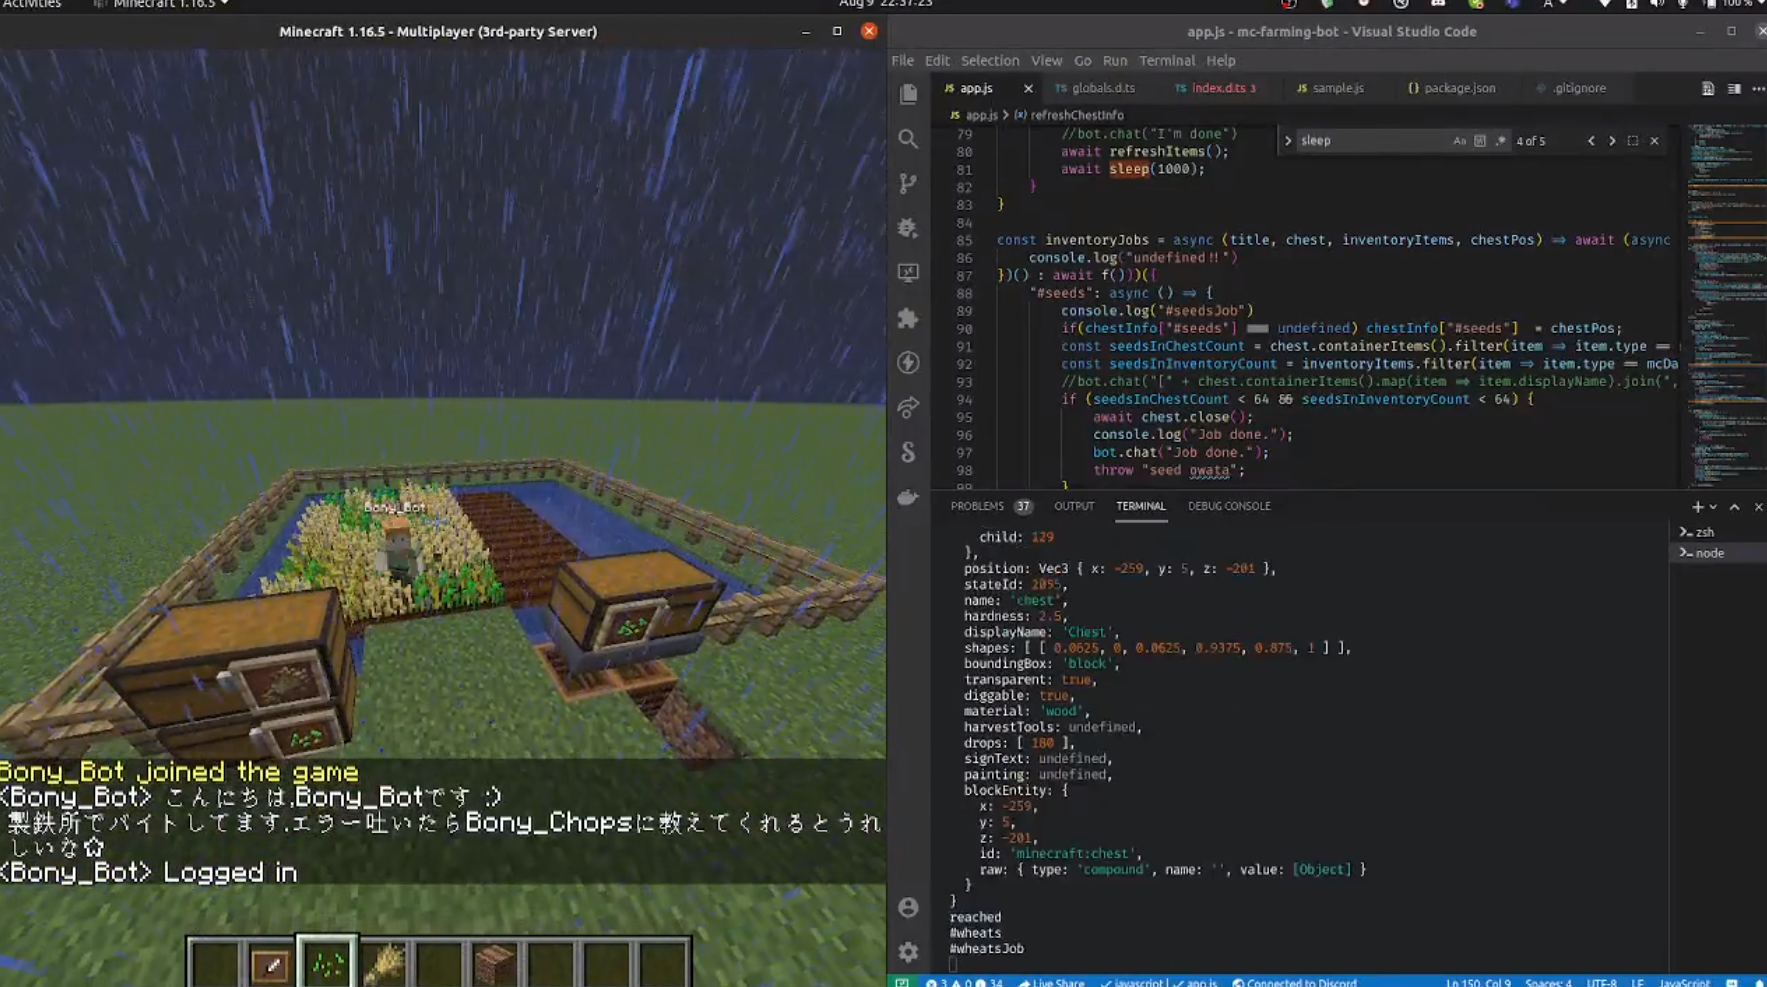 Activities
Minecraft 1.16.5
Aug 9 22:37:23
100 %
Minecraft 1.16.5 - Multiplayer (3rd-party Server)
Bony_Bot
Bony_Bot joined the game
<Bony_Bot> こんにちは,Bony_Botです :)
製鉄所でバイトしてます.エラー吐いたらBony_Chopsに教えてくれるとうれ
しいな☆
<Bony_Bot> Logged in
app.js - mc-farming-bot - Visual Studio Code
File Edit Selection View Go Run Terminal Help
JS app.js
TS globals.d.ts
TS index.d.ts 3
JS sample.js
{} package.json
.gitignore
JS app.js > refreshChestInfo
sleep
Aa
4 of 5
79 //bot.chat("I'm done")
80 await refreshItems();
81 await sleep(1000);
82 }
83 }
84
85 const inventoryJobs = async (title, chest, inventoryItems, chestPos) => await (async
86 console.log("undefined!!")
87 })() : await f()))({
88 "#seeds": async () => {
89 console.log("#seedsJob")
90 if(chestInfo["#seeds"] === undefined) chestInfo["#seeds"] = chestPos;
91 const seedsInChestCount = chest.containerItems().filter(item => item.type ==
92 const seedsInInventoryCount = inventoryItems.filter(item => item.type == mcDa
93 //bot.chat("[" + chest.containerItems().map(item => item.displayName).join(",
94 if (seedsInChestCount < 64 && seedsInInventoryCount < 64) {
95 await chest.close();
96 console.log("Job done.");
97 bot.chat("Job done.");
98 throw "seed owata";
99 }
PROBLEMS 37 OUTPUT TERMINAL DEBUG CONSOLE
zsh
node
child: 129
},
position: Vec3 { x: -259, y: 5, z: -201 },
stateId: 2055,
name: 'chest',
hardness: 2.5,
displayName: 'Chest',
shapes: [ [ 0.0625, 0, 0.0625, 0.9375, 0.875, 1 ] ],
boundingBox: 'block',
transparent: true,
diggable: true,
material: 'wood',
harvestTools: undefined,
drops: [ 180 ],
signText: undefined,
painting: undefined,
blockEntity: {
x: -259,
y: 5,
z: -201,
id: 'minecraft:chest',
raw: { type: 'compound', name: '', value: [Object] }
}
}
reached
#wheats
#wheatsJob
3 0 34 Live Share javascript app.js Connected to Discord Ln 150, Col 9 Spaces: 4 UTF-8 LF JavaScript